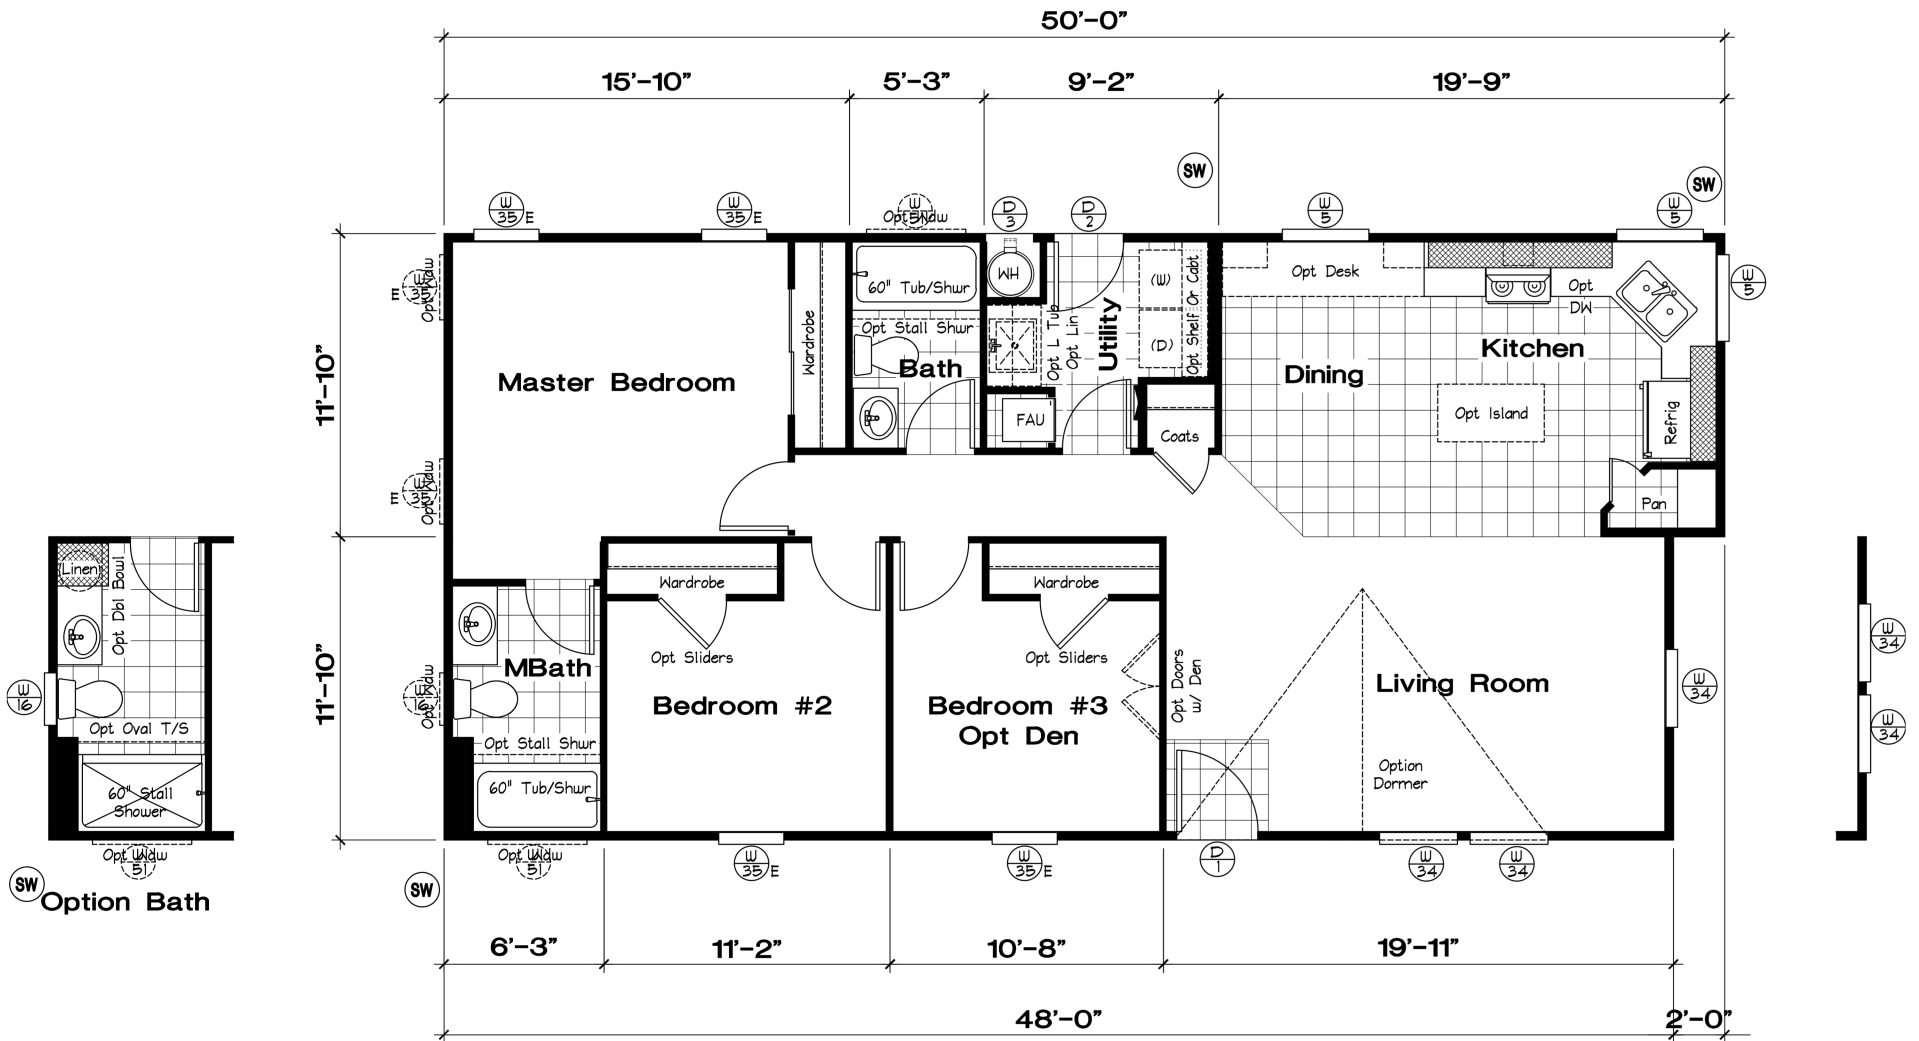 50'-0"
15'-10"
5'-3"
9'-2"
19'-9"
SW
SW
W
35 E
W
35 E
Opt Wdw
D
3
D
2
W
5
W
5
W
5
E
W
35
Opt Wdw
60" Tub/Shwr
Opt Stall Shwr
WH
(W)
(D)
Opt Shelf Or Cabt
Opt L Tub
Opt Lin
Utility
Opt Desk
Opt
DW
Kitchen
Dining
Wardrobe
Bath
Master Bedroom
11'-10"
FAU
Coats
Opt Island
Refrig
Pan
E
W
35
Opt Wdw
Linen
Opt Dbl Bowl
Wardrobe
Wardrobe
W
34
11'-10"
MBath
Opt Sliders
Opt Sliders
Opt Doors
w/ Den
W
16
W
16
Opt Wdw
Bedroom #2
Bedroom #3
Opt Den
Living Room
W
34
W
34
Opt Oval T/S
Opt Stall Shwr
60" Stall
Shower
60" Tub/Shwr
Option
Dormer
Opt Wdw
W
51
Opt Wdw
W
51
W
35 E
W
35 E
D
1
W
34
W
34
SW
Option Bath
SW
6'-3"
11'-2"
10'-8"
19'-11"
48'-0"
2'-0"